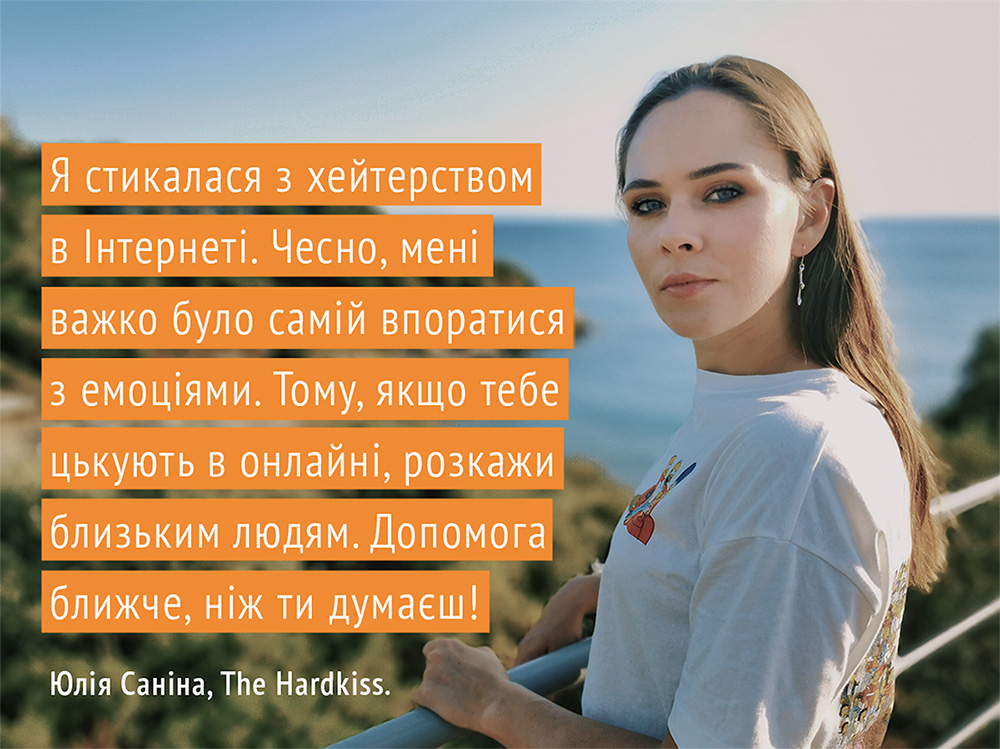 Я стикалася з хейтерством
в Інтернеті. Чесно, мені
важко було самій впоратися
з емоціями. Тому, якщо тебе
цькують в онлайні, розкажи
близьким людям. Допомога
ближче, ніж ти думаєш!
Юлія Саніна, The Hardkiss.